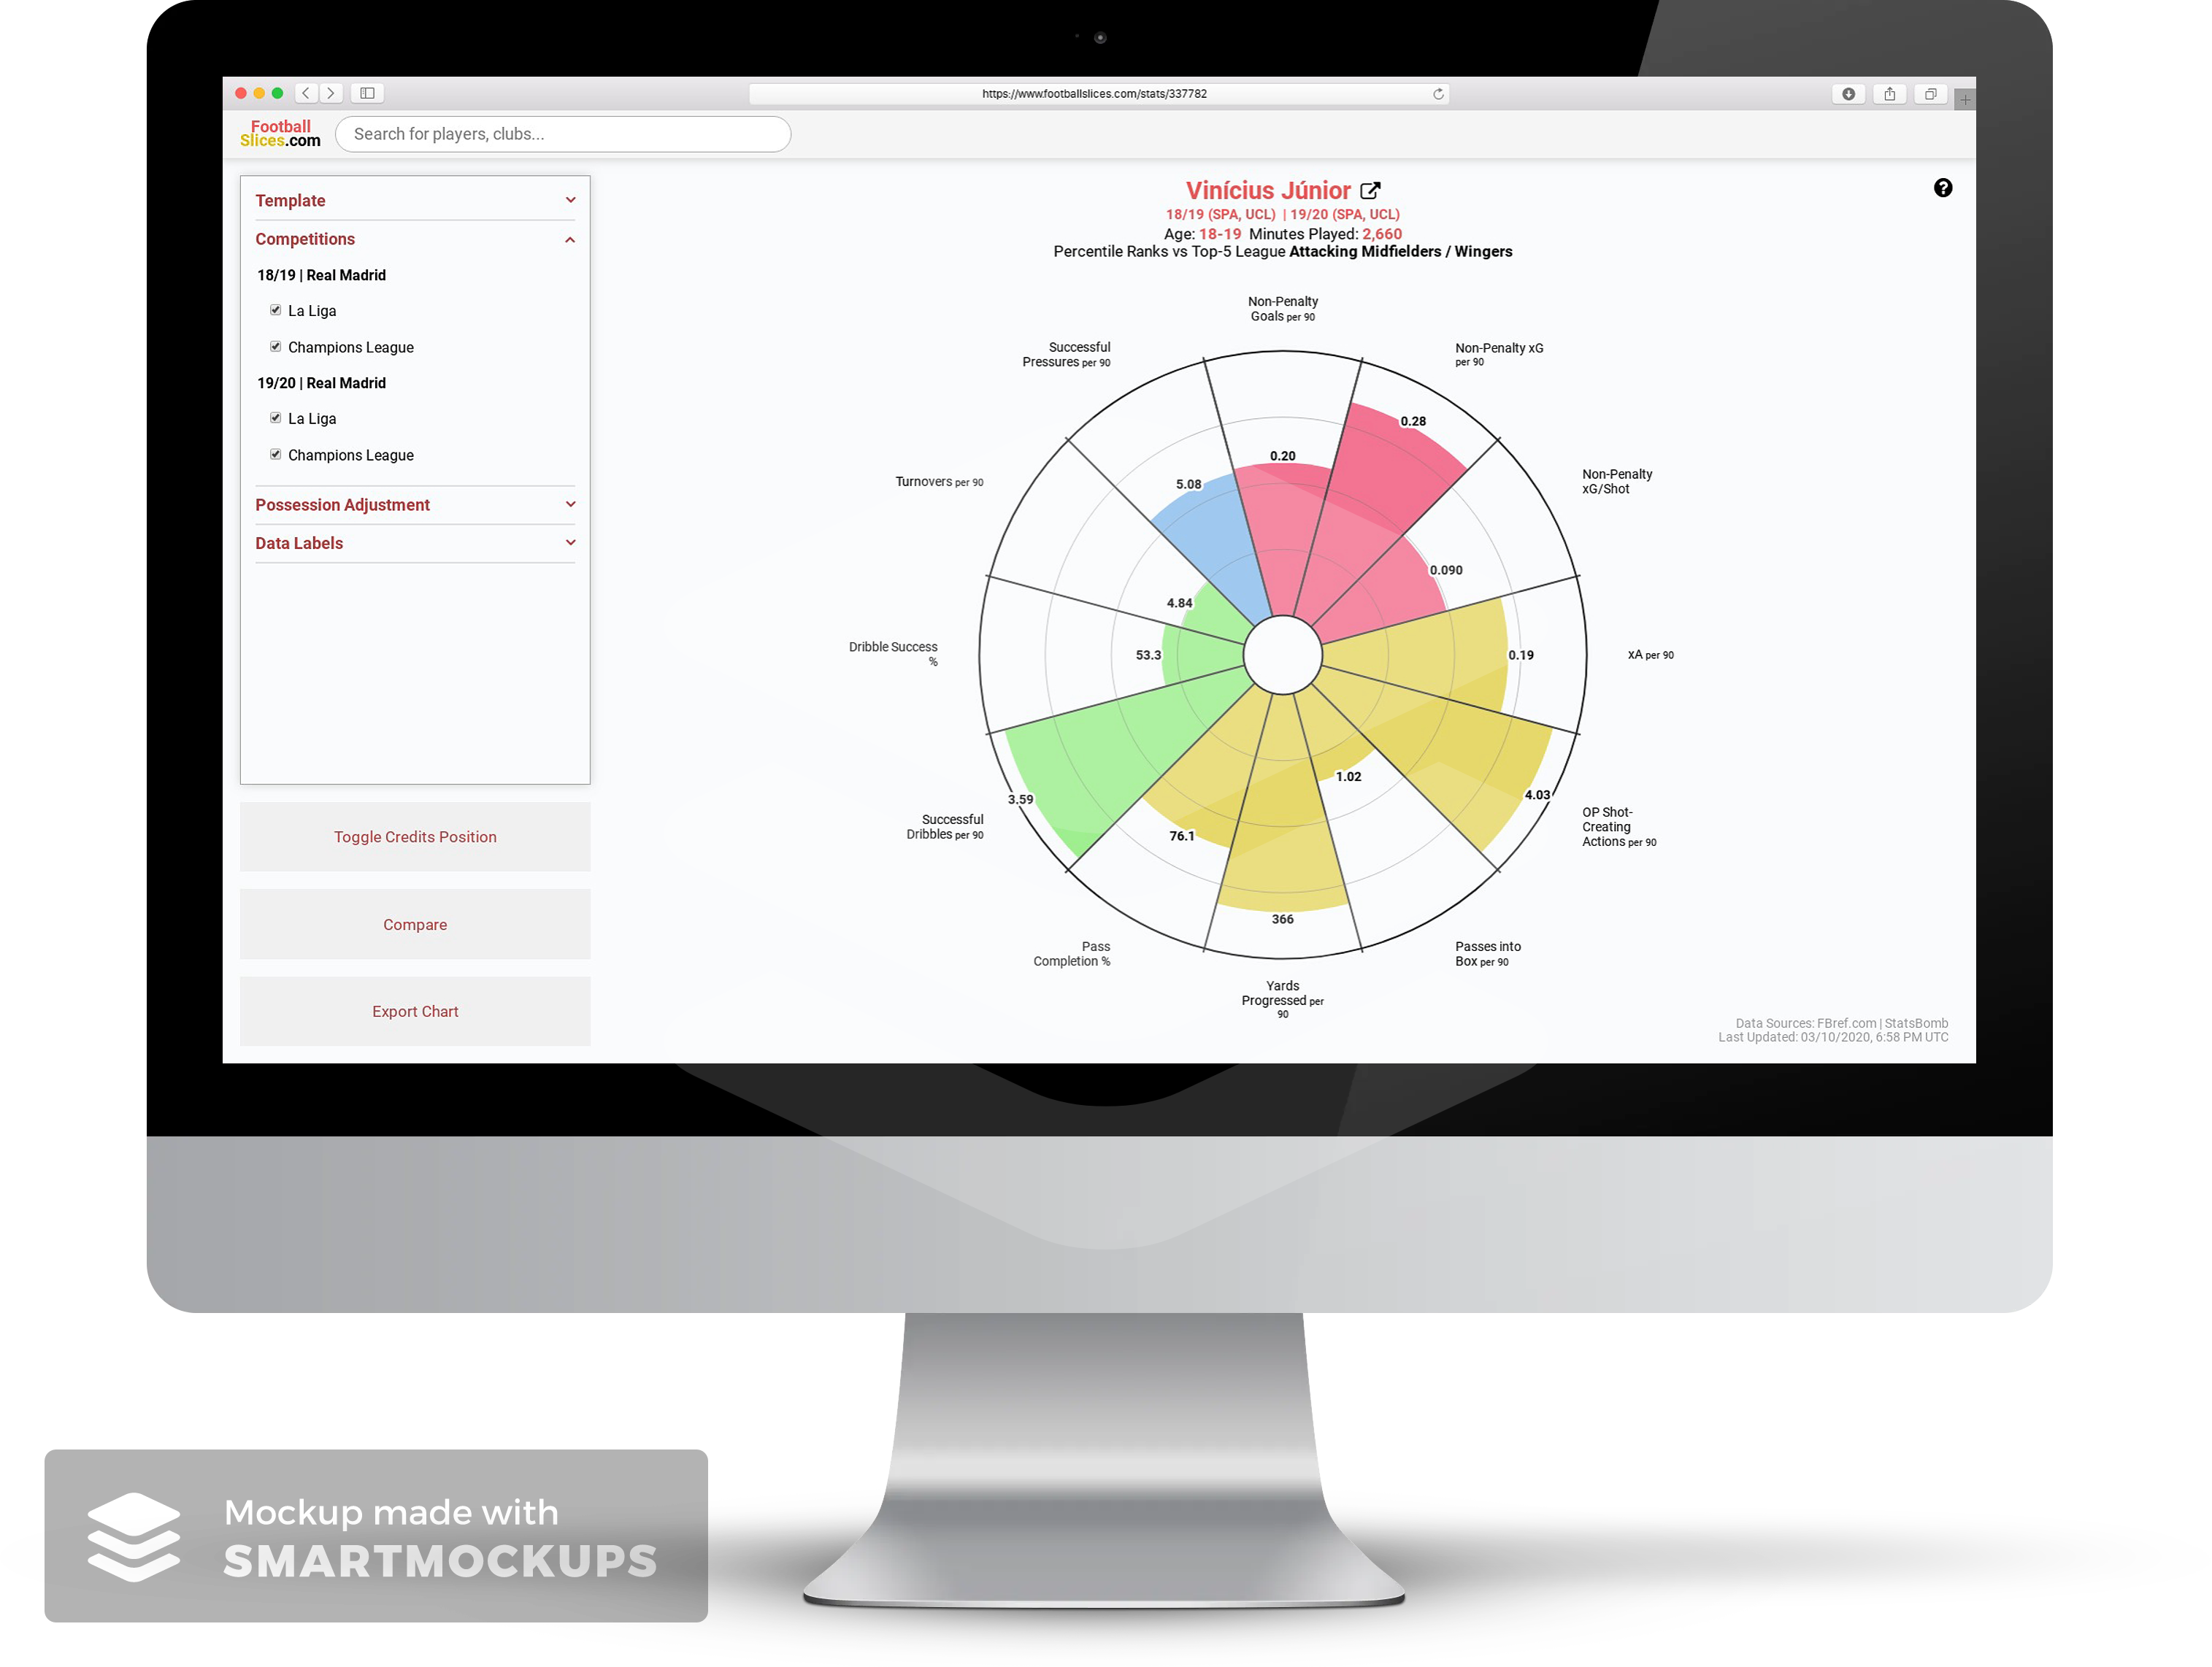 https://www.footballslices.com/stats/337782
Football
Slices.com
Search for players, clubs...
Template
Competitions
18/19 | Real Madrid
La Liga
Champions League
19/20 | Real Madrid
La Liga
Champions League
Possession Adjustment
Data Labels
Toggle Credits Position
Compare
Export Chart
Vinícius Júnior
18/19 (SPA, UCL) | 19/20 (SPA, UCL)
Age: 18-19 Minutes Played: 2,660
Percentile Ranks vs Top-5 League Attacking Midfielders / Wingers
?
Non-Penalty
Goals per 90
0.20
Non-Penalty xG
per 90
0.28
Non-Penalty
xG/Shot
0.090
xA per 90
0.19
OP Shot-
Creating
Actions per 90
4.03
Passes into
Box per 90
1.02
Yards
Progressed per
90
366
Pass
Completion %
76.1
Successful
Dribbles per 90
3.59
Dribble Success
%
53.3
Turnovers per 90
4.84
Successful
Pressures per 90
5.08
Data Sources: FBref.com | StatsBomb
Last Updated: 03/10/2020, 6:58 PM UTC
Mockup made with
SMARTMOCKUPS